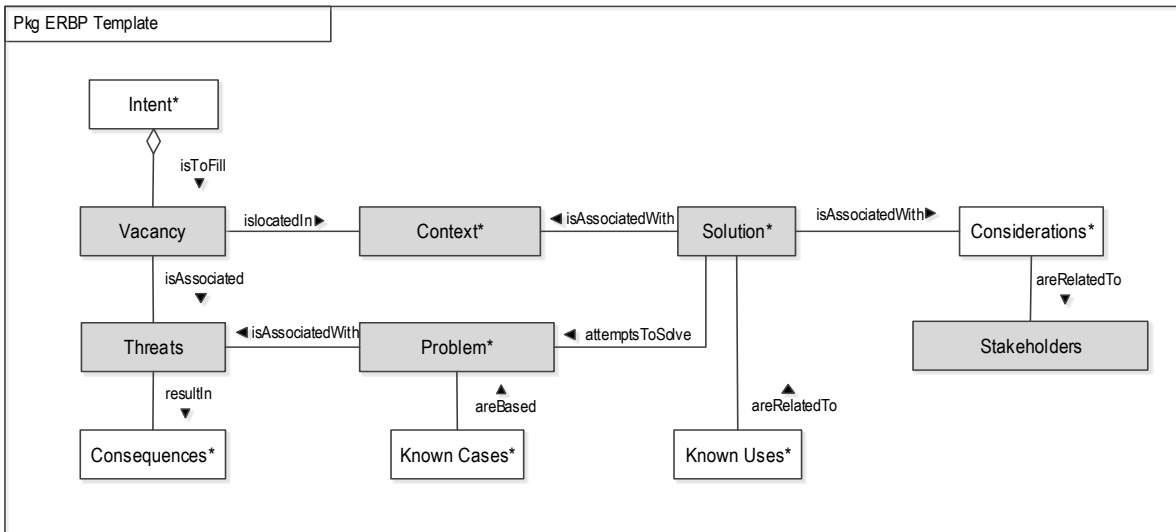 Pkg ERBP Template
Intent*
isToFill
Vacancy
islocatedIn
Context*
isAssociatedWith
Solution*
isAssociatedWith
Considerations*
isAssociated
areRelatedTo
Threats
isAssociatedWith
Problem*
attemptsToSolve
Stakeholders
resultIn
areBased
areRelatedTo
Consequences*
Known Cases*
Known Uses*